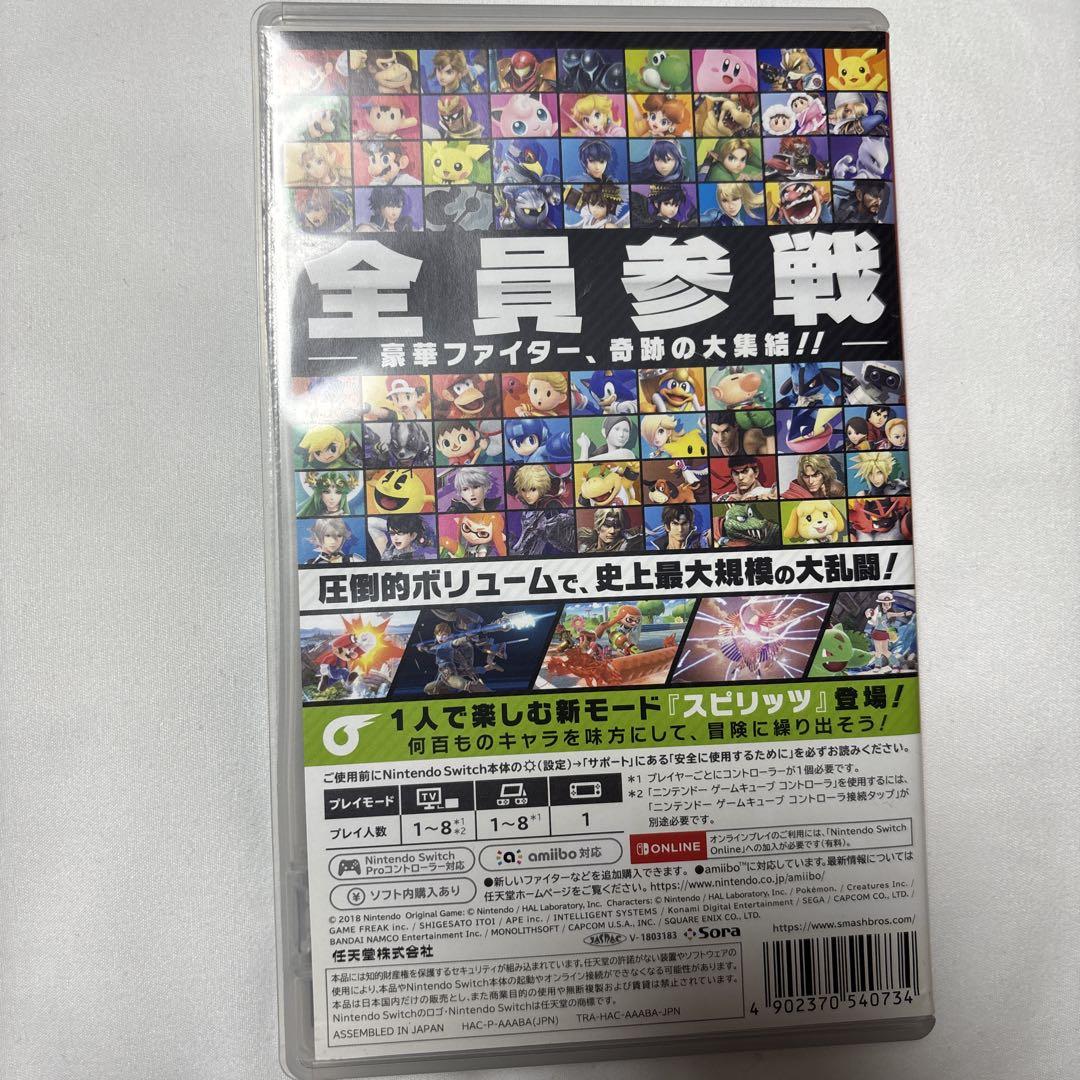 全員参戦
豪華ファイター、奇跡の大集結!!
圧倒的ボリュームで、史上最大規模の大乱闘!
1人で楽しむ新モード『スピリッツ』登場!
何百ものキャラを味方にして、冒険に繰り出そう!
ご使用前にNintendo Switch本体の(設定)→「サポート」にある「安全に使用するために」を必ずお読みください。
プレイモード TV
プレイ人数 1~8*1*2 1~8*1 1
*1 プレイヤーごとにコントローラーが1個必要です。
*2 「ニンテンドー ゲームキューブ コントローラ」を使用するには、
「ニンテンドー ゲームキューブ コントローラ接続タップ」が
別途必要です。
Nintendo Switch
Proコントローラー対応
amiibo 対応
ONLINE
オンラインプレイのご利用には、「Nintendo Switch
Online」への加入が必要です(有料)。
¥ ソフト内購入あり
●新しいファイターなどを追加購入できます。 ●amiibo™に対応しています。最新情報については
任天堂ホームページをご覧ください。https://www.nintendo.co.jp/amiibo/
© 2018 Nintendo Original Game: © Nintendo / HAL Laboratory, Inc. Characters: © Nintendo / HAL Laboratory, Inc. / Pokémon. / Creatures Inc. /
GAME FREAK inc. / SHIGESATO ITOI / APE inc. / INTELLIGENT SYSTEMS / Konami Digital Entertainment / SEGA / CAPCOM CO., LTD. /
BANDAI NAMCO Entertainment Inc. / MONOLITHSOFT / CAPCOM U.S.A., INC. / SQUARE ENIX CO., LTD.
https://www.smashbros.com/
任天堂株式会社
JASRAC V-1803183 Sora
本品には知的財産権を保護するセキュリティが組み込まれています。任天堂の許諾がない装置やソフトウェアの
使用により、本品やNintendo Switch本体の起動やオンライン接続ができなくなる可能性があります。
本品は日本国内だけの販売とし、また商業目的の使用や無断複製および賃貸は禁止されています。
Nintendo Switchのロゴ・Nintendo Switchは任天堂の商標です。
ASSEMBLED IN JAPAN HAC-P-AAABA(JPN) TRA-HAC-AAABA-JPN
4 902370 540734